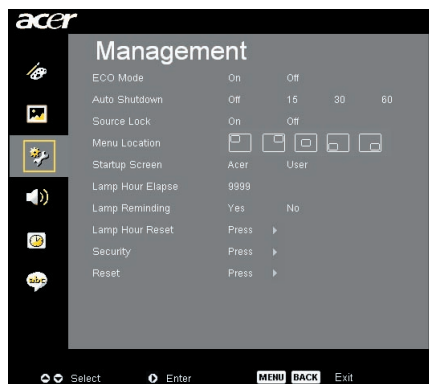 acer
Management
ECO Mode On Off
Auto Shutdown Off 15 30 60
Source Lock On Off
Menu Location
Startup Screen Acer User
Lamp Hour Elapse 9999
Lamp Reminding Yes No
Lamp Hour Reset Press
Security Press
Reset Press
abc
Select Enter MENU BACK Exit